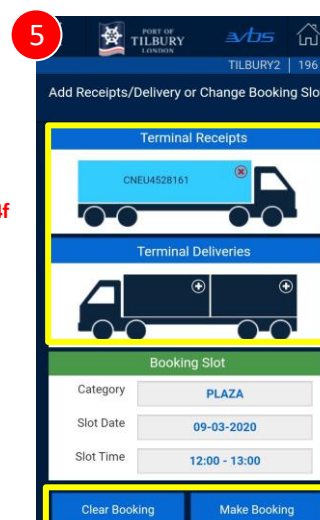 5
PORT OF
TILBURY
LONDON
vbs
TILBURY2 | 196
Add Receipts/Delivery or Change Booking Slo
Terminal Receipts
CNEU4528161
4f
Terminal Deliveries
Booking Slot
Category PLAZA
Slot Date 09-03-2020
Slot Time 12:00 - 13:00
Clear Booking Make Booking